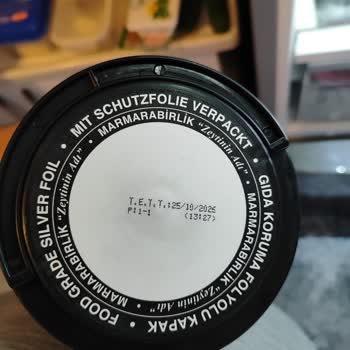 • MIT SCHUTZFOLIE VERPACKT •
GIDA KORUMA FOLYOLU KAPAK •
FOOD GRADE SILVER FOIL
MARMARABİRLİK "Zeytinin Adı" •
MARMARABİRLİK "Zeytinin Adı" •
MARMARABİRLİK "Zeytinin Adı" •
T.E.T.T.:25/10/2025
P:1-1 (13:27)